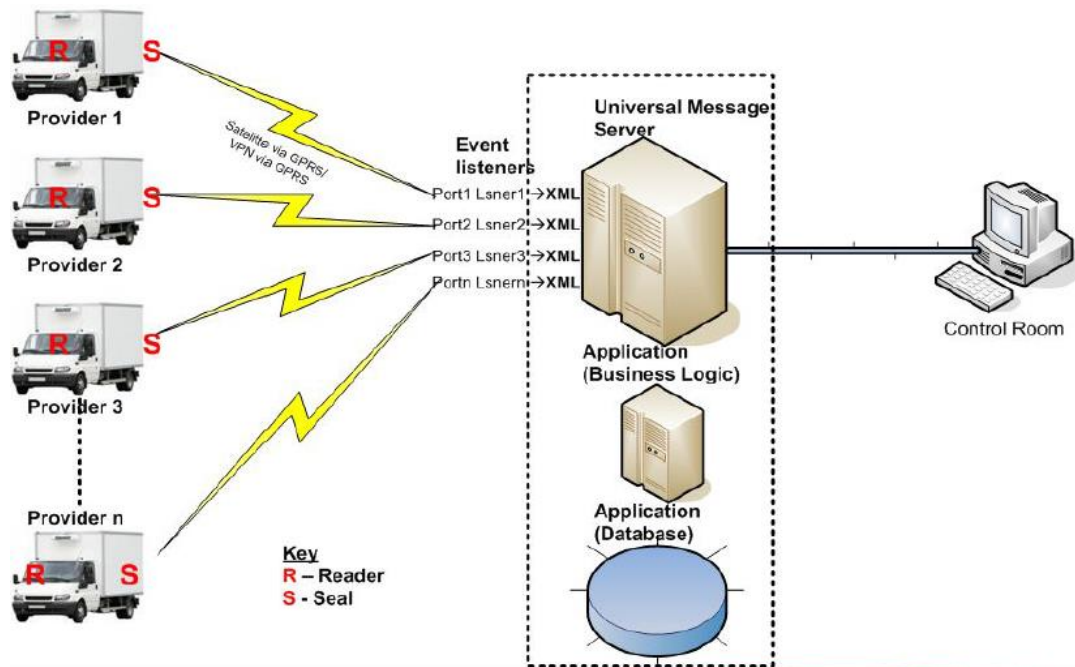 R S
Provider 1
R S
Provider 2
R S
Provider 3
Provider n
R S
Satelitte via GPRS/
VPN via GPRS
Event
listeners
Port1 Lsner1 →XML
Port2 Lsner2 →XML
Port3 Lsner3 →XML
Portn Lsnern →XML
Universal Message
Server
Application
(Business Logic)
Application
(Database)
Control Room
Key
R – Reader
S - Seal